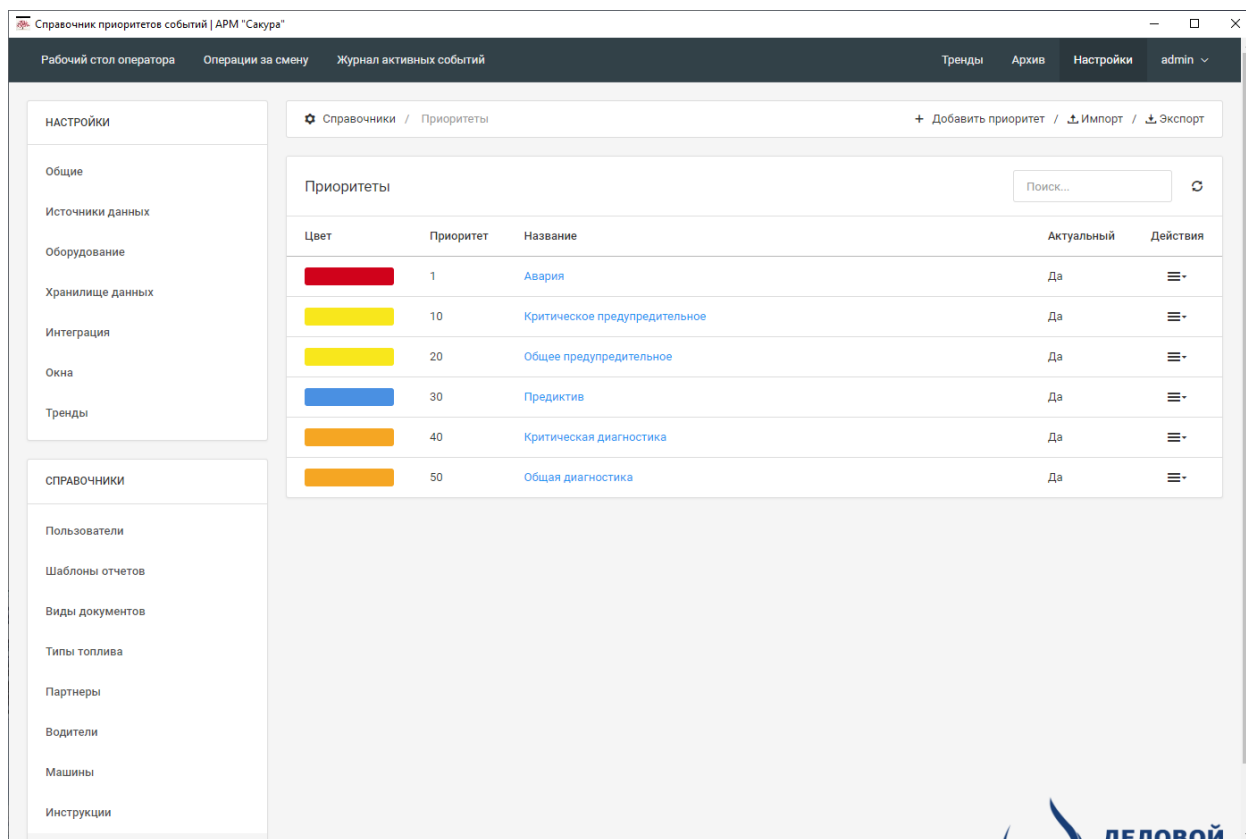 Справочник приоритетов событий | АРМ "Сакура"
Рабочий стол оператора Операции за смену Журнал активных событий Тренды Архив Настройки admin
НАСТРОЙКИ
Общие
Источники данных
Оборудование
Хранилище данных
Интеграция
Окна
Тренды
СПРАВОЧНИКИ
Пользователи
Шаблоны отчетов
Виды документов
Типы топлива
Партнеры
Водители
Машины
Инструкции
Справочники / Приоритеты + Добавить приоритет / Импорт / Экспорт
Приоритеты Поиск...
Цвет Приоритет Название Актуальный Действия
1 Авария Да
10 Критическое предупредительное Да
20 Общее предупредительное Да
30 Предиктив Да
40 Критическая диагностика Да
50 Общая диагностика Да
ДЕЛОВОЙ